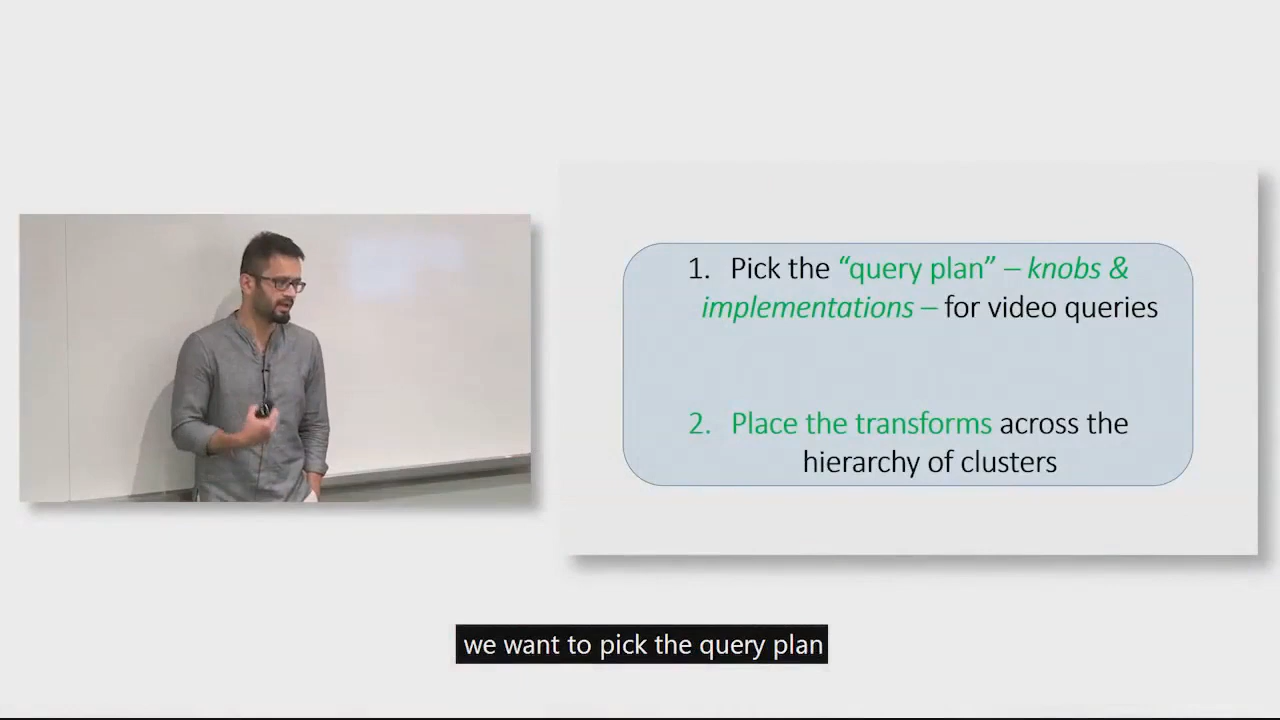 1. Pick the “query plan” – knobs &
implementations – for video queries
2. Place the transforms across the
hierarchy of clusters
we want to pick the query plan